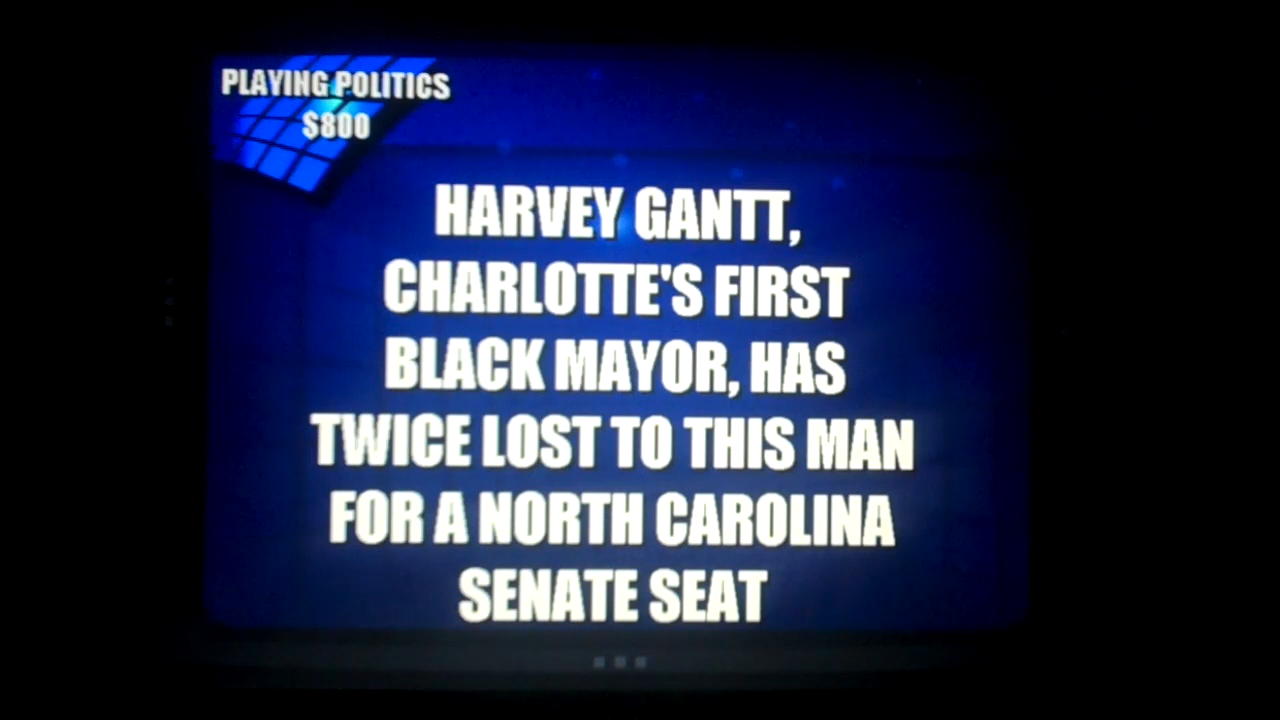 PLAYING POLITICS
$800
HARVEY GANTT,
CHARLOTTE'S FIRST
BLACK MAYOR, HAS
TWICE LOST TO THIS MAN
FOR A NORTH CAROLINA
SENATE SEAT